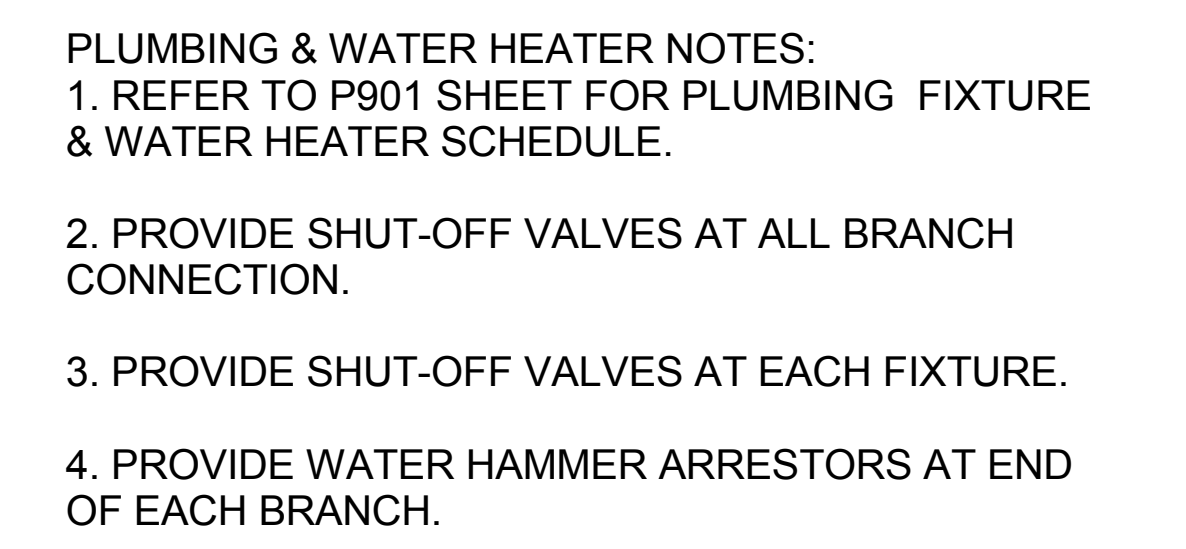 PLUMBING & WATER HEATER NOTES:
1. REFER TO P901 SHEET FOR PLUMBING  FIXTURE
& WATER HEATER SCHEDULE.
2. PROVIDE SHUT-OFF VALVES AT ALL BRANCH
CONNECTION.
3. PROVIDE SHUT-OFF VALVES AT EACH FIXTURE.
4. PROVIDE WATER HAMMER ARRESTORS AT END
OF EACH BRANCH.